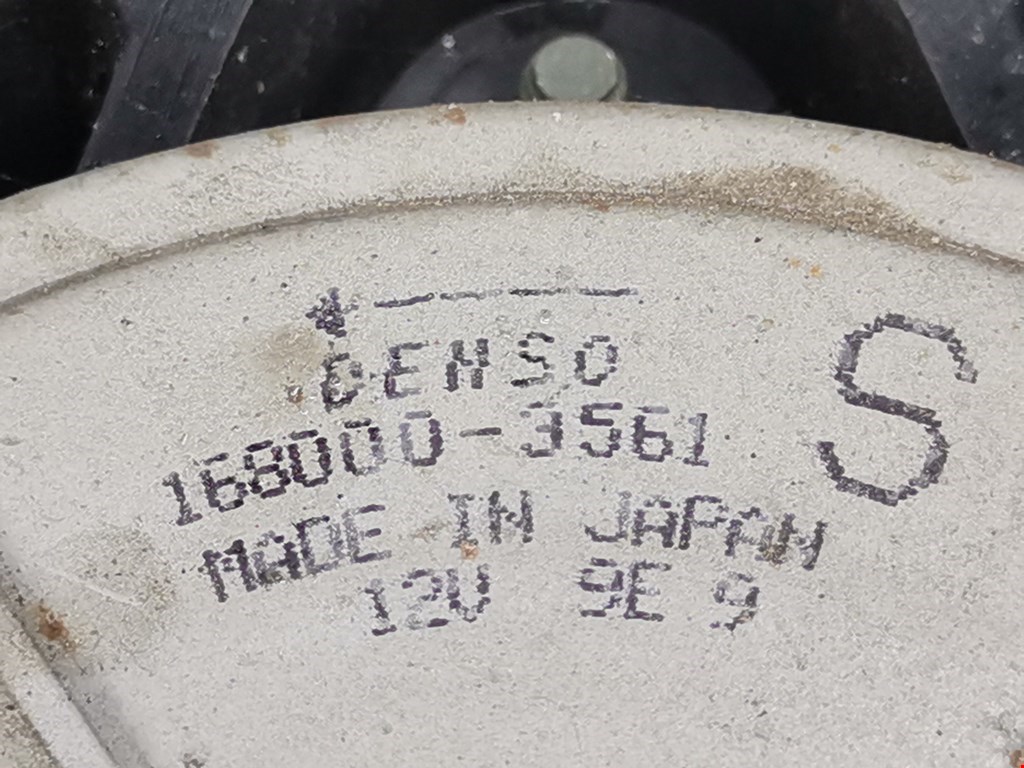 DENSO
168000-3561
MADE IN JAPAN
12V 9E 9
S